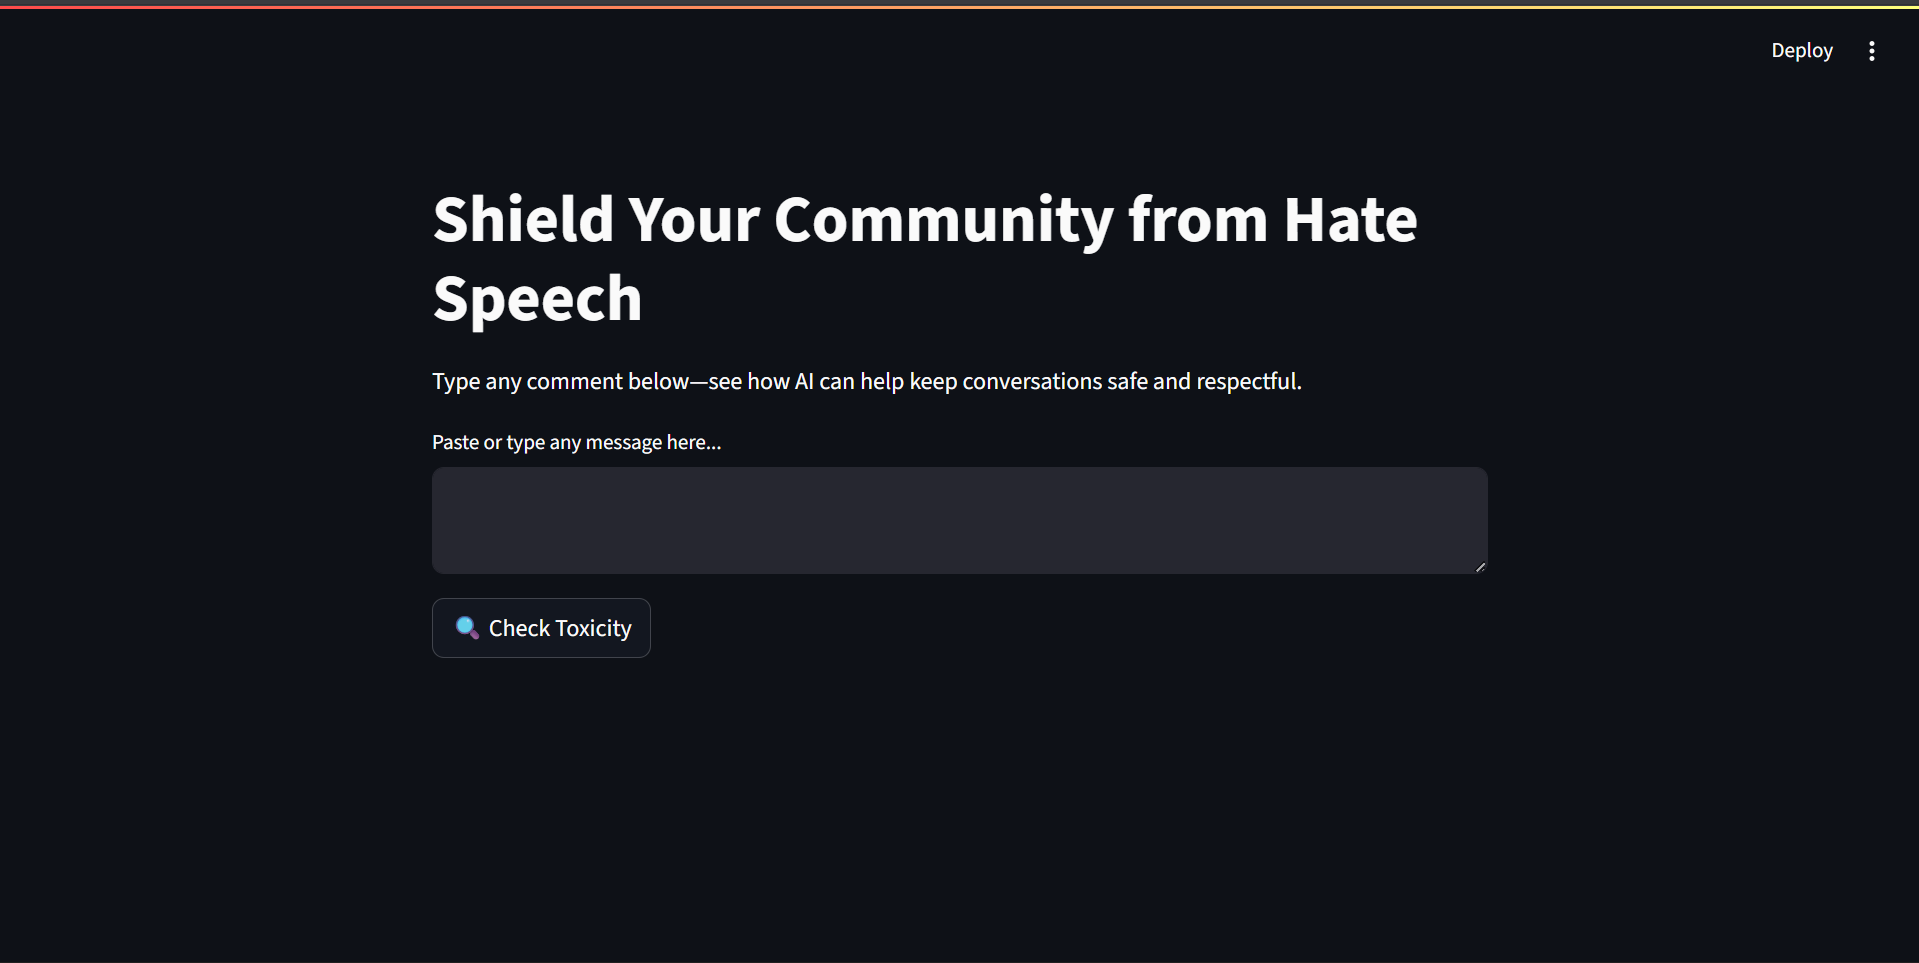 Deploy
Shield Your Community from Hate
Speech
Type any comment below—see how AI can help keep conversations safe and respectful.
Paste or type any message here...
Check Toxicity